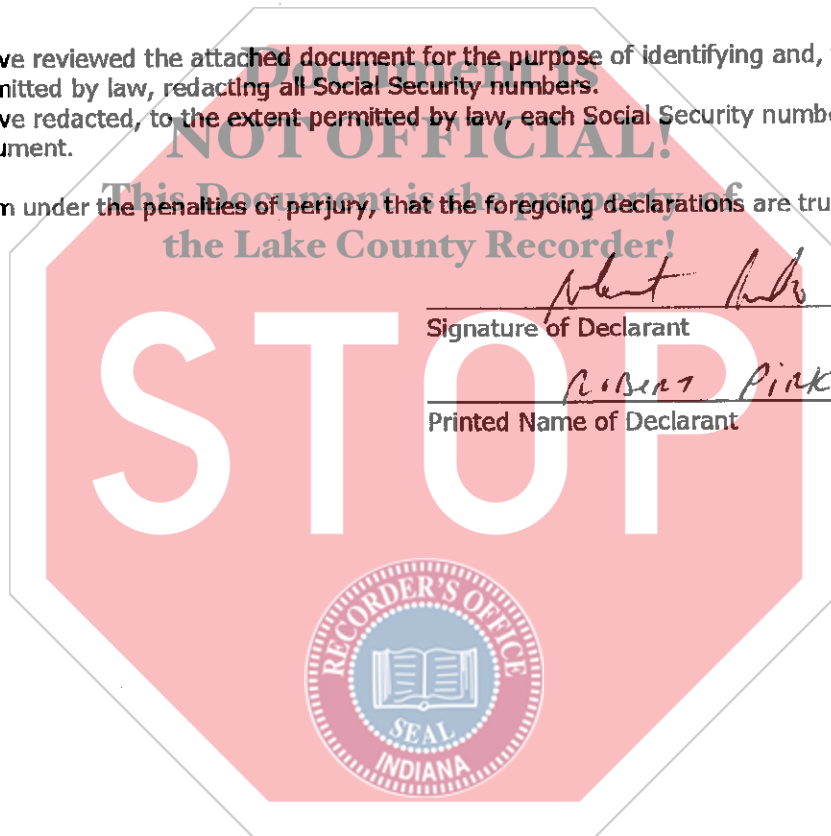 ve reviewed the attached document for the purpose of identifying and,
mitted by law, redacting all Social Security numbers.
ve redacted, to the extent permitted by law, each Social Security numbe
ument.
m under the penalties of perjury, that the foregoing declarations are tru
Document is
NOT OFFICIAL!
This Document is the property of
the Lake County Recorder!
Signature of Declarant
ROBERT PIRK
Printed Name of Declarant
STOP
RECORDER'S OFFICE
SEAL
INDIANA